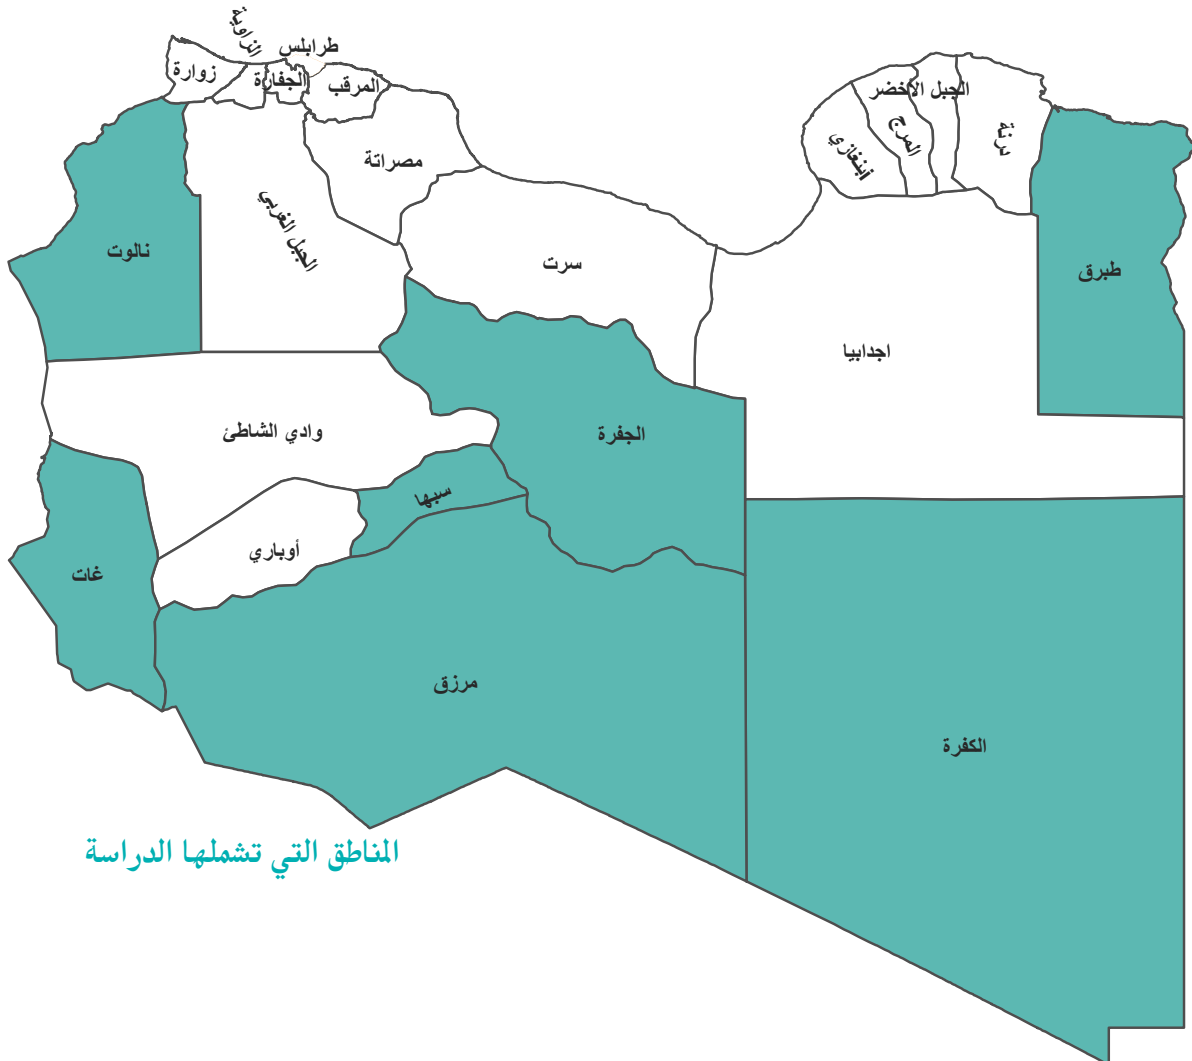 الزاوية
طرابلس
زوارة
الجفارة
المرقب
الجبل الأخضر
درنة
المرج
بنغازي
مصراتة
الجبل الغربي
نالوت
سرت
طبرق
اجدابيا
وادي الشاطئ
الجفرة
سبها
أوباري
غات
مرزق
الكفرة
المناطق التي تشملها الدراسة